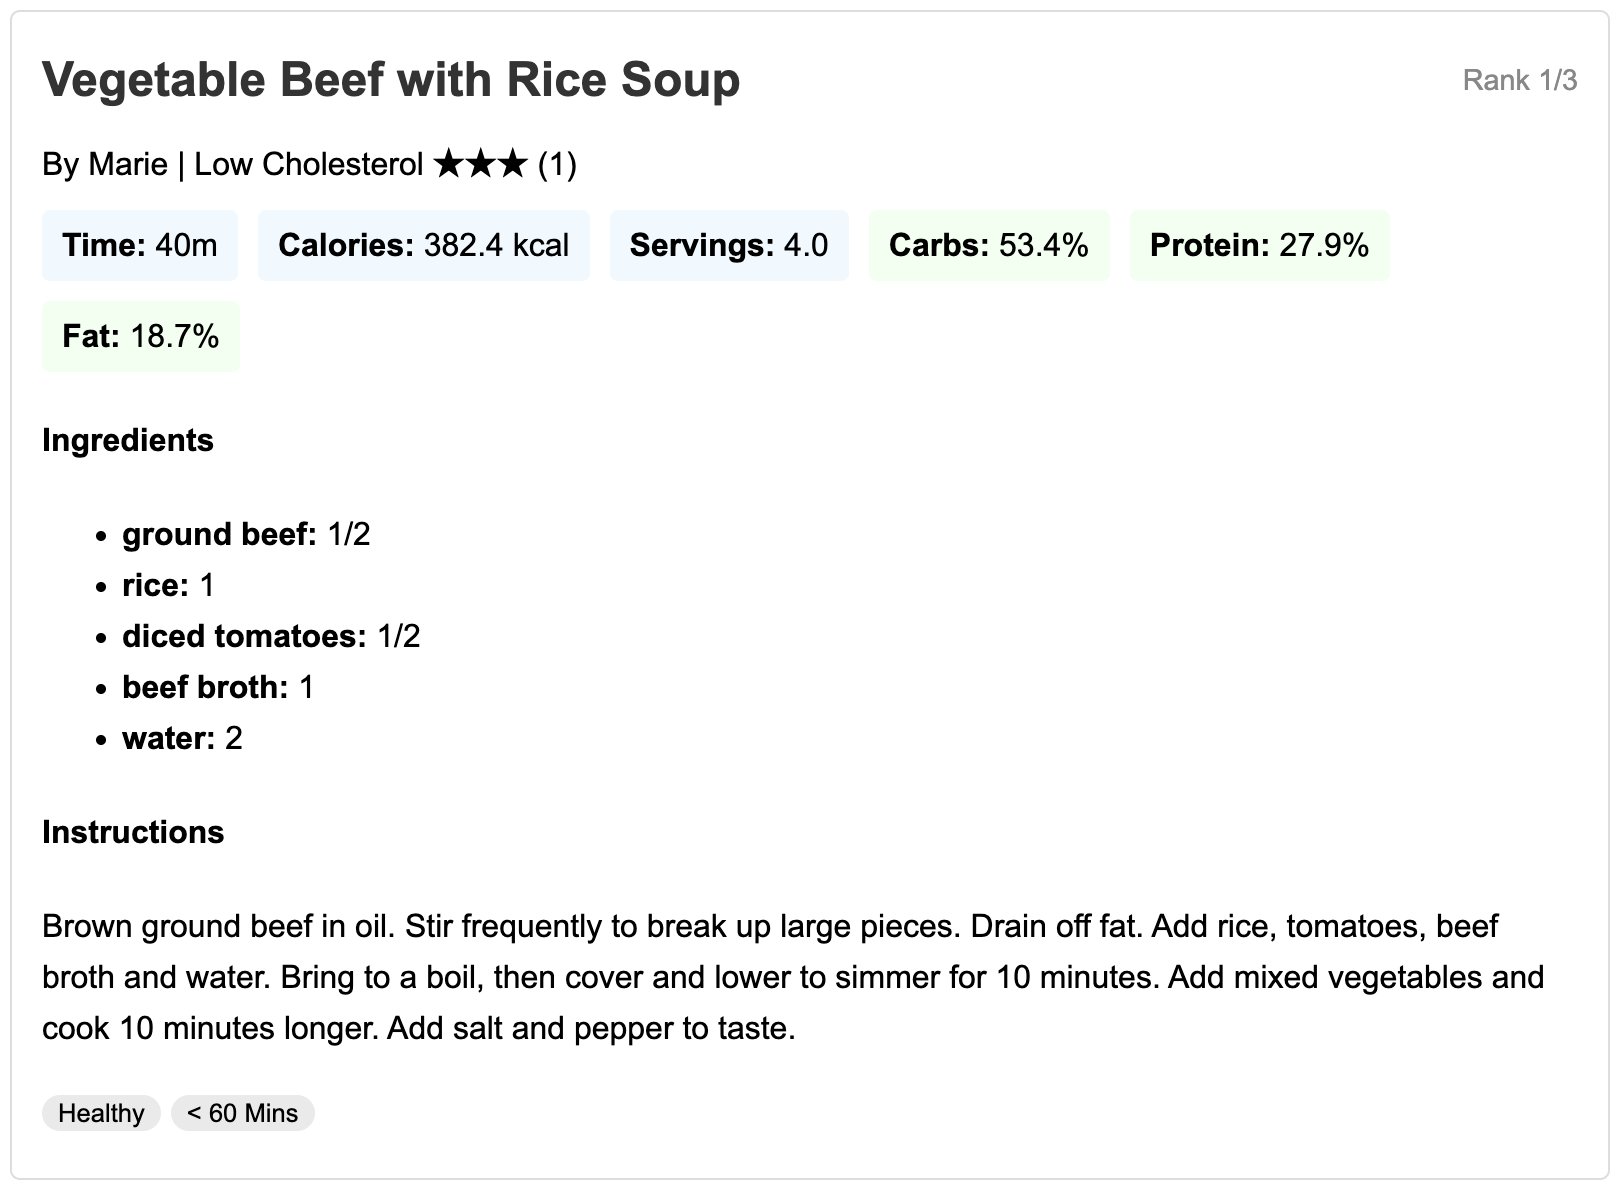 Vegetable Beef with Rice Soup
Rank 1/3
By Marie | Low Cholesterol ★★★ (1)
Time: 40m
Calories: 382.4 kcal
Servings: 4.0
Carbs: 53.4%
Protein: 27.9%
Fat: 18.7%
Ingredients
• ground beef: 1/2
• rice: 1
• diced tomatoes: 1/2
• beef broth: 1
• water: 2
Instructions
Brown ground beef in oil. Stir frequently to break up large pieces. Drain off fat. Add rice, tomatoes, beef
broth and water. Bring to a boil, then cover and lower to simmer for 10 minutes. Add mixed vegetables and
cook 10 minutes longer. Add salt and pepper to taste.
Healthy
< 60 Mins